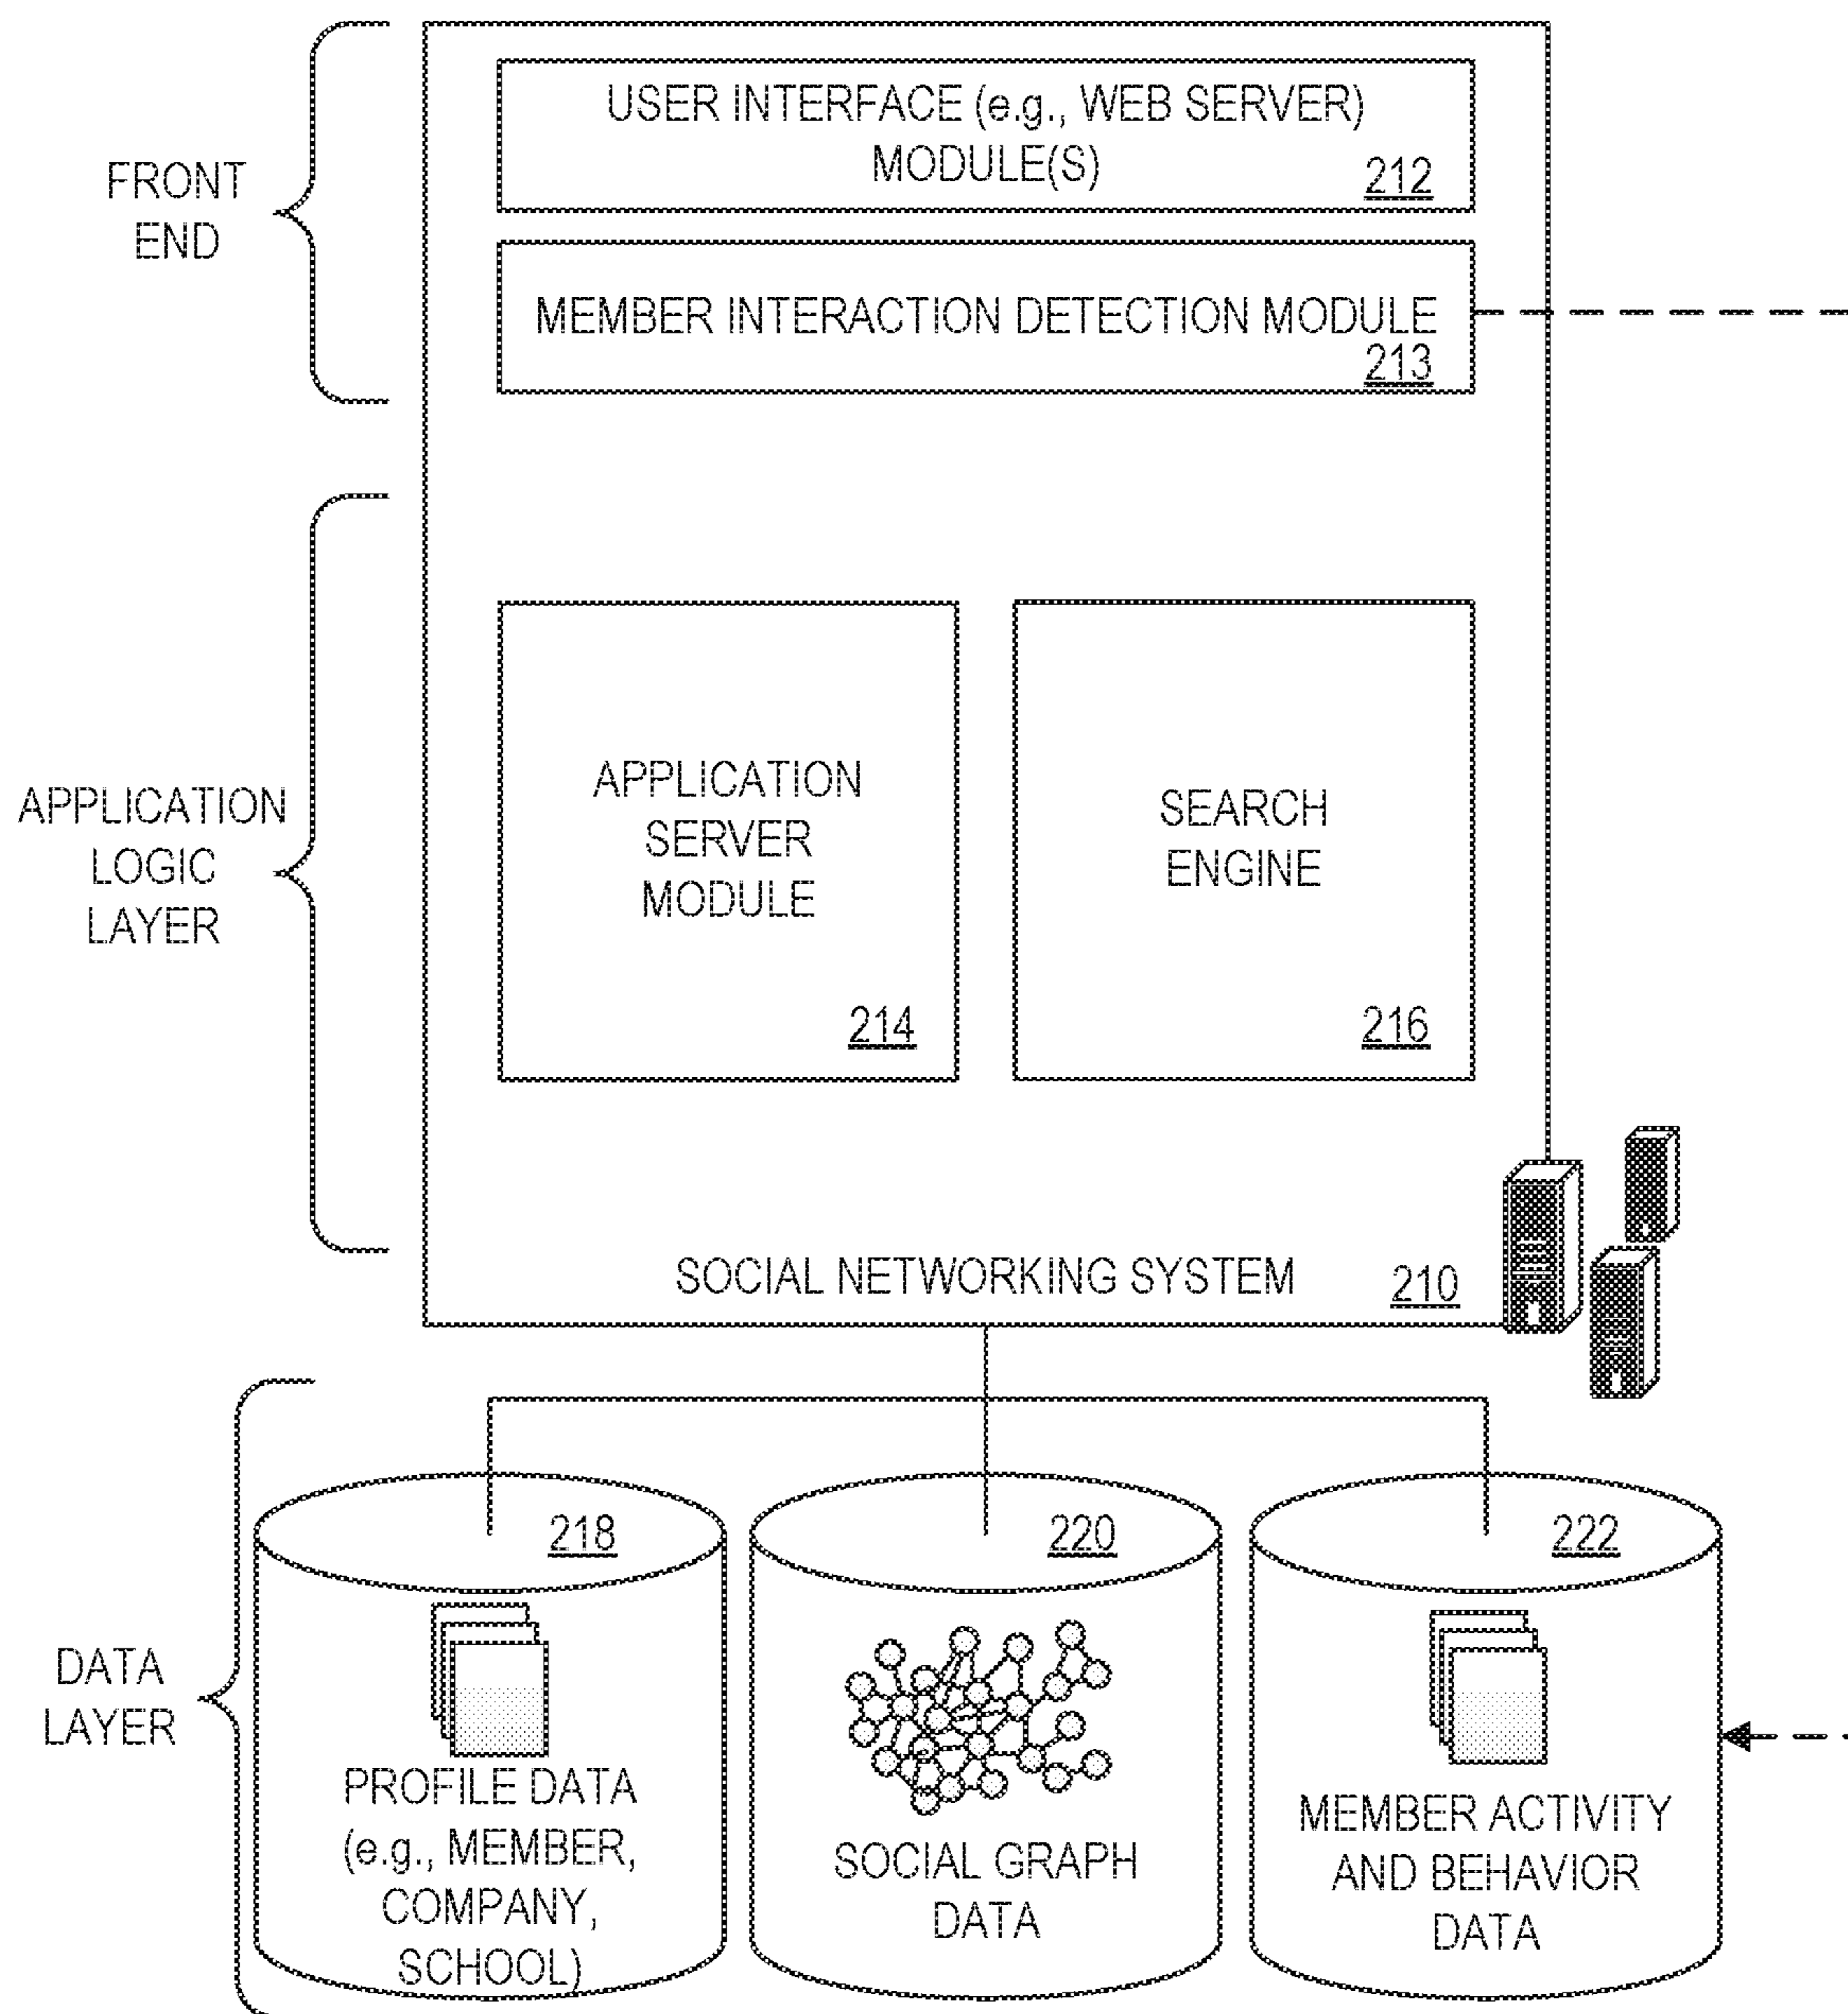 FRONT
END
USER INTERFACE (e.g., WEB SERVER)
MODULE(S)
212
MEMBER INTERACTION DETECTION MODULE
213
APPLICATION
LOGIC
LAYER
APPLICATION
SERVER
MODULE
214
SEARCH
ENGINE
216
SOCIAL NETWORKING SYSTEM
210
DATA
LAYER
218
PROFILE DATA
(e.g., MEMBER,
COMPANY,
SCHOOL)
220
SOCIAL GRAPH
DATA
222
MEMBER ACTIVITY
AND BEHAVIOR
DATA